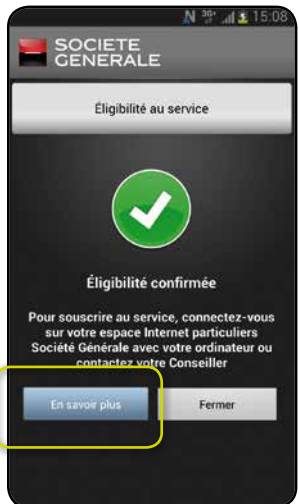 3G+ 15:08
SOCIETE
GENERALE
Éligibilité au service
Éligibilité confirmée
Pour souscrire au service, connectez-vous
sur votre espace Internet particuliers
Société Générale avec votre ordinateur ou
contactez votre Conseiller
En savoir plus Fermer